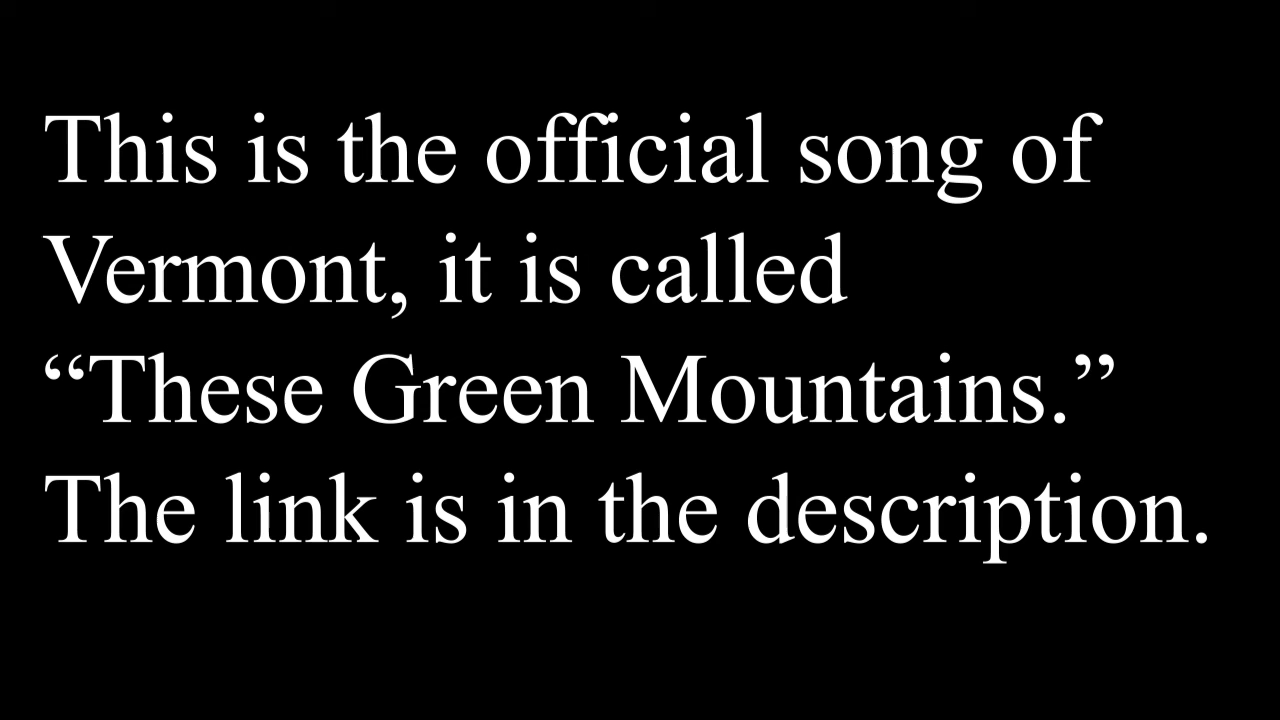 This is the official song of
Vermont, it is called
“These Green Mountains.”
The link is in the description.